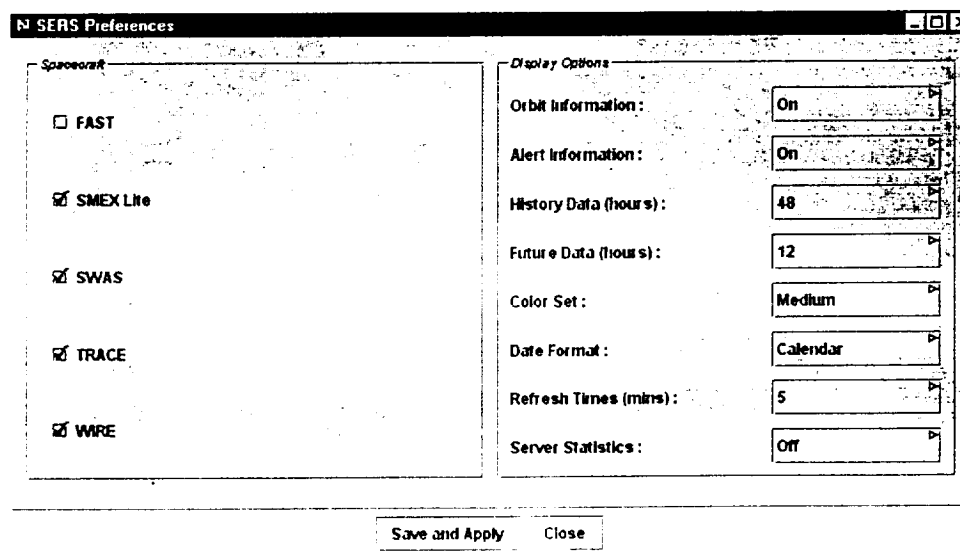 SERS Preferences
Spacecraft
FAST
SMEX Lite
SWAS
TRACE
WIRE
Display Options
Orbit Information : On
Alert Information : On
History Data (hours) : 48
Future Data (hours) : 12
Color Set : Medium
Date Format : Calendar
Refresh Times (mins) : 5
Server Statistics : Off
Save and Apply Close